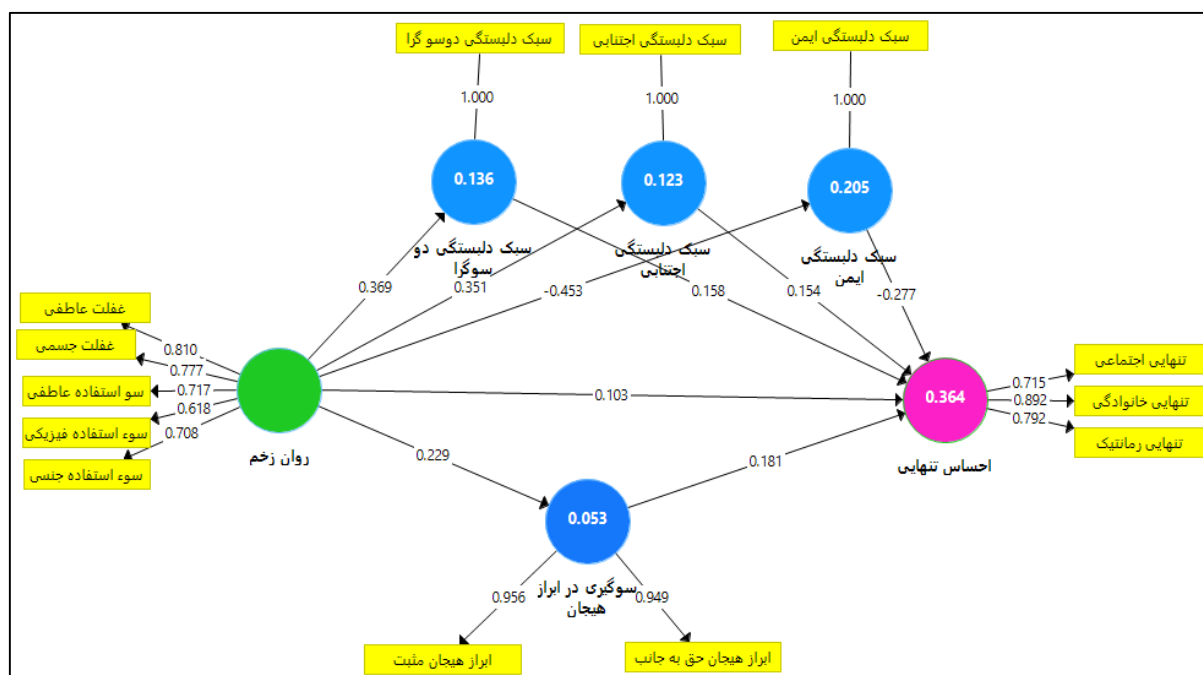 سبک دلبستگی دوسو گرا
سبک دلبستگی اجتنابی
سبک دلبستگی ایمن
1.000
1.000
1.000
0.136
0.123
0.205
سبک دلبستگی دو
سوگرا
سبک دلبستگی
اجتنابی
سبک دلبستگی
ایمن
0.369
0.351
-0.453
0.158
0.154
-0.277
غفلت عاطفی
غفلت جسمی
سو استفاده عاطفی
سوء استفاده فیزیکی
سوء استفاده جنسی
0.810
0.777
0.717
0.618
0.708
روان زخم
0.103
0.364
احساس تنهایی
0.715
0.892
0.792
تنهایی اجتماعی
تنهایی خانوادگی
تنهایی رمانتیک
0.229
0.181
0.053
سوگیری در ابراز
هیجان
0.956
0.949
ابراز هیجان مثبت
ابراز هیجان حق به جانب